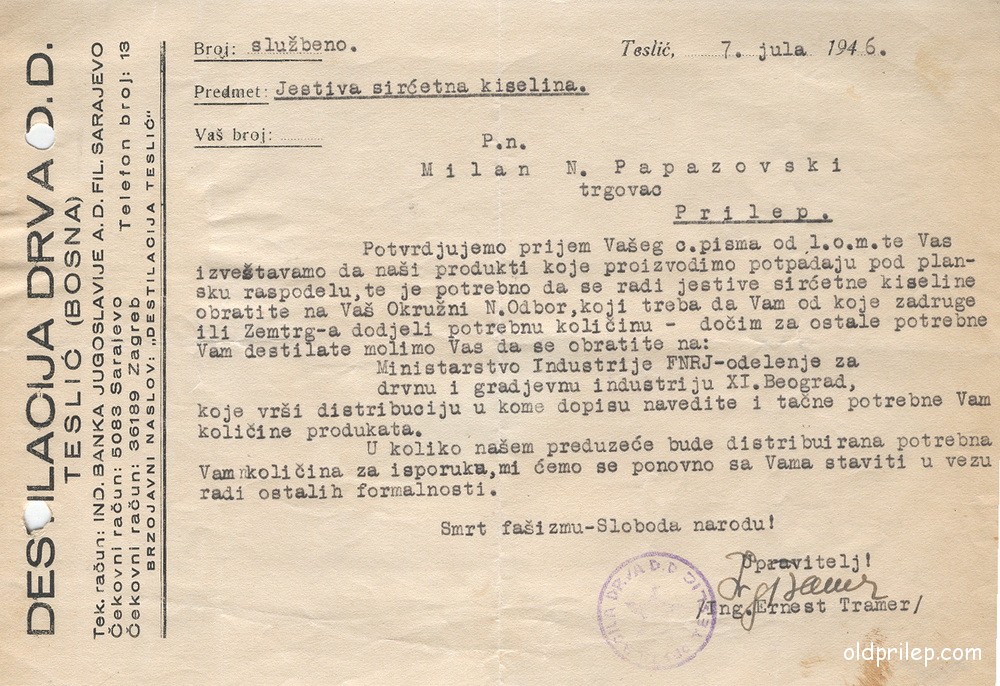 DESTILACIJA DRVA D.D.
TESLIĆ (BOSNA)
Tek. račun: IND. BANKA JUGOSLAVIJE A.D. FIL. SARAJEVO
Čekovni račun: 5083 Sarajevo
Čekovni račun: 36189 Zagreb
Telefon broj: 13
BRZOJAVNI NASLOV: „DESTILACIJA TESLIĆ“
Broj: službeno.
Teslić, 7. jula 1946.
Predmet: Jestiva sirćetna kiselina.
Vaš broj:
P.n.
Milan N. Papazovski
trgovac
Prilep.
Potvrdjujemo prijem Vašeg c.pisma od l.o.m.te Vas
izveštavamo da naši produkti koje proizvodimo potpadaju pod plan-
sku raspodelu,te je potrebno da se radi jestive sirćetne kiseline
obratite na Vaš Okružni N.Odbor,koji treba da Vam od koje zadruge
ili Zemtrg-a dodjeli potrebnu količinu - dočim za ostale potrebne
Vam destilate molimo Vas da se obratite na:
Ministarstvo Industrije FNRJ-odelenje za
drvnu i gradjevnu industriju XI.Beograd,
koje vrši distribuciju u kome dopisu navedite i tačne potrebne Vam
količine produkata.
U koliko našem preduzeće bude distribuirana potrebna
Vam količina za isporuku,mi ćemo se ponovno sa Vama staviti u vezu
radi ostalih formalnosti.
Smrt fašizmu-Sloboda narodu!
Upravitelj!
/Ing.Ernest Tramer/
DRVA D.D.
oldprilep.com